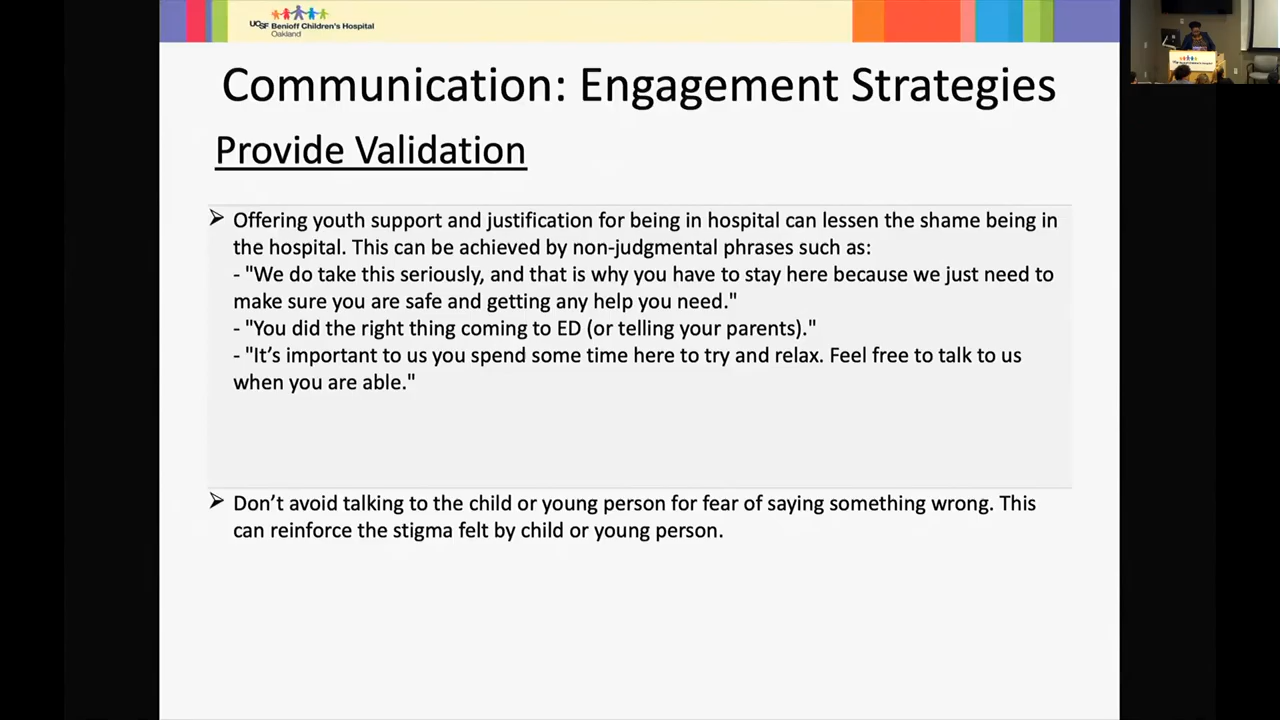 UCSF Benioff Children's Hospital
Oakland
Communication: Engagement Strategies
Provide Validation
➢ Offering youth support and justification for being in hospital can lessen the shame being in
the hospital. This can be achieved by non-judgmental phrases such as:
- "We do take this seriously, and that is why you have to stay here because we just need to
make sure you are safe and getting any help you need."
- "You did the right thing coming to ED (or telling your parents)."
- "It’s important to us you spend some time here to try and relax. Feel free to talk to us
when you are able."
➢ Don’t avoid talking to the child or young person for fear of saying something wrong. This
can reinforce the stigma felt by child or young person.